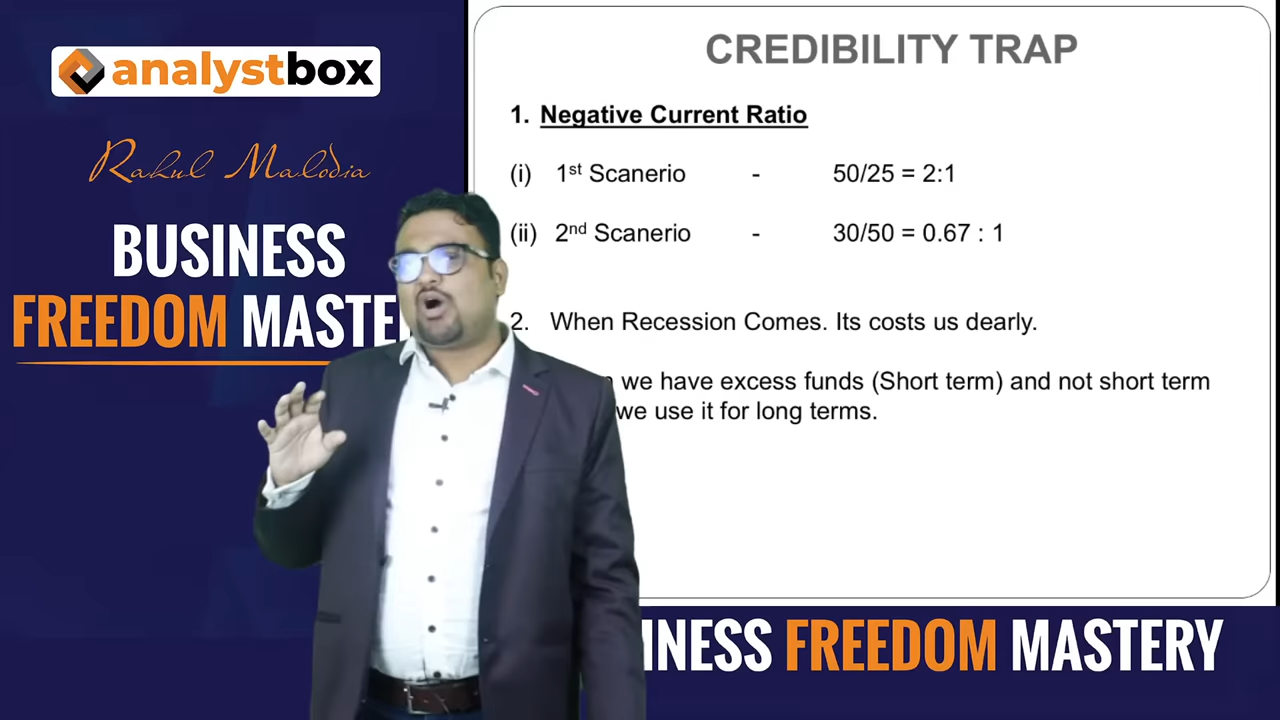 analystbox
Rahul Malodia
BUSINESS
FREEDOM
CREDIBILITY TRAP
1. Negative Current Ratio
(i) 1st Scanerio - 50/25 = 2:1
(ii) 2nd Scanerio - 30/50 = 0.67 : 1
2. When Recession Comes. Its costs us dearly.
we have excess funds (Short term) and not short term
we use it for long terms.
FREEDOM MASTERY